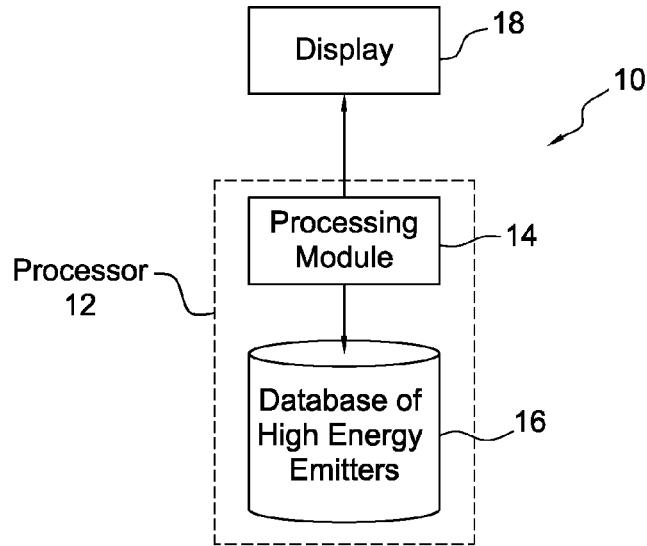 Display
18
10
Processing
Module
14
Processor
12
Database of
High Energy
Emitters
16